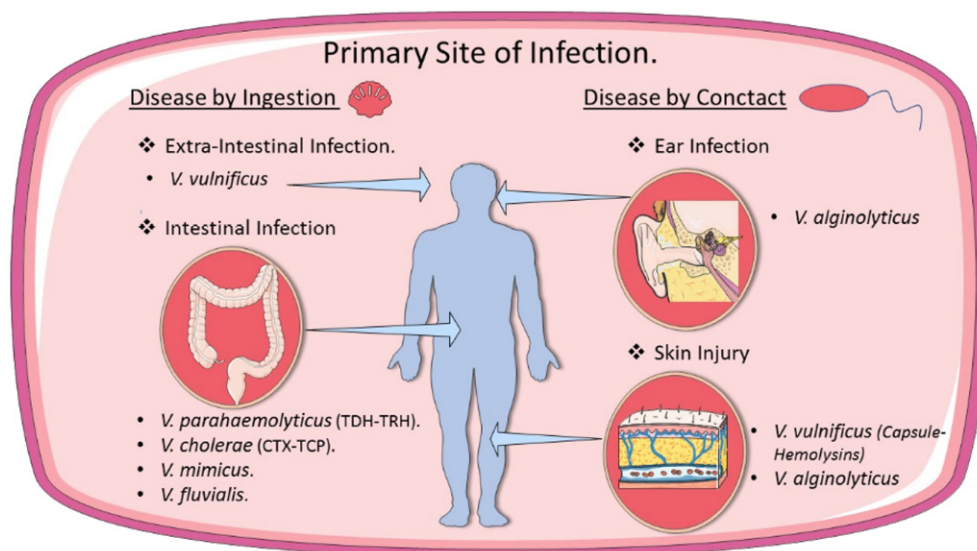 Primary Site of Infection.
Disease by Ingestion
❖ Extra-Intestinal Infection.
• V. vulnificus
❖ Intestinal Infection
• V. parahaemolyticus (TDH-TRH).
• V. cholerae (CTX-TCP).
• V. mimicus.
• V. fluvialis.
Disease by Conctact
❖ Ear Infection
• V. alginolyticus
❖ Skin Injury
• V. vulnificus (Capsule-
Hemolysins)
• V. alginolyticus